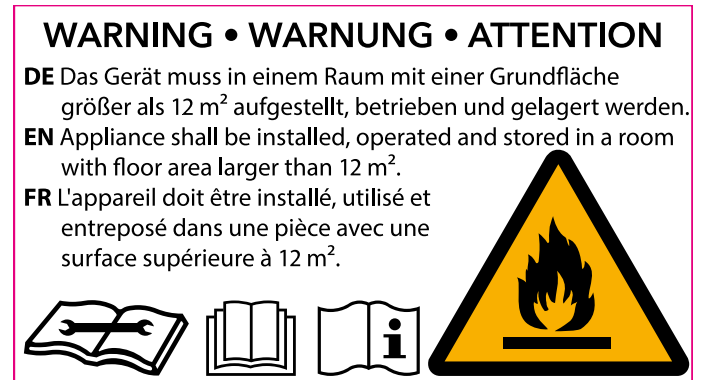 WARNING • WARNUNG • ATTENTION
DE Das Gerät muss in einem Raum mit einer Grundfläche
größer als 12 m² aufgestellt, betrieben und gelagert werden.
EN Appliance shall be installed, operated and stored in a room
with floor area larger than 12 m².
FR L'appareil doit être installé, utilisé et
entreposé dans une pièce avec une
surface supérieure à 12 m².
i